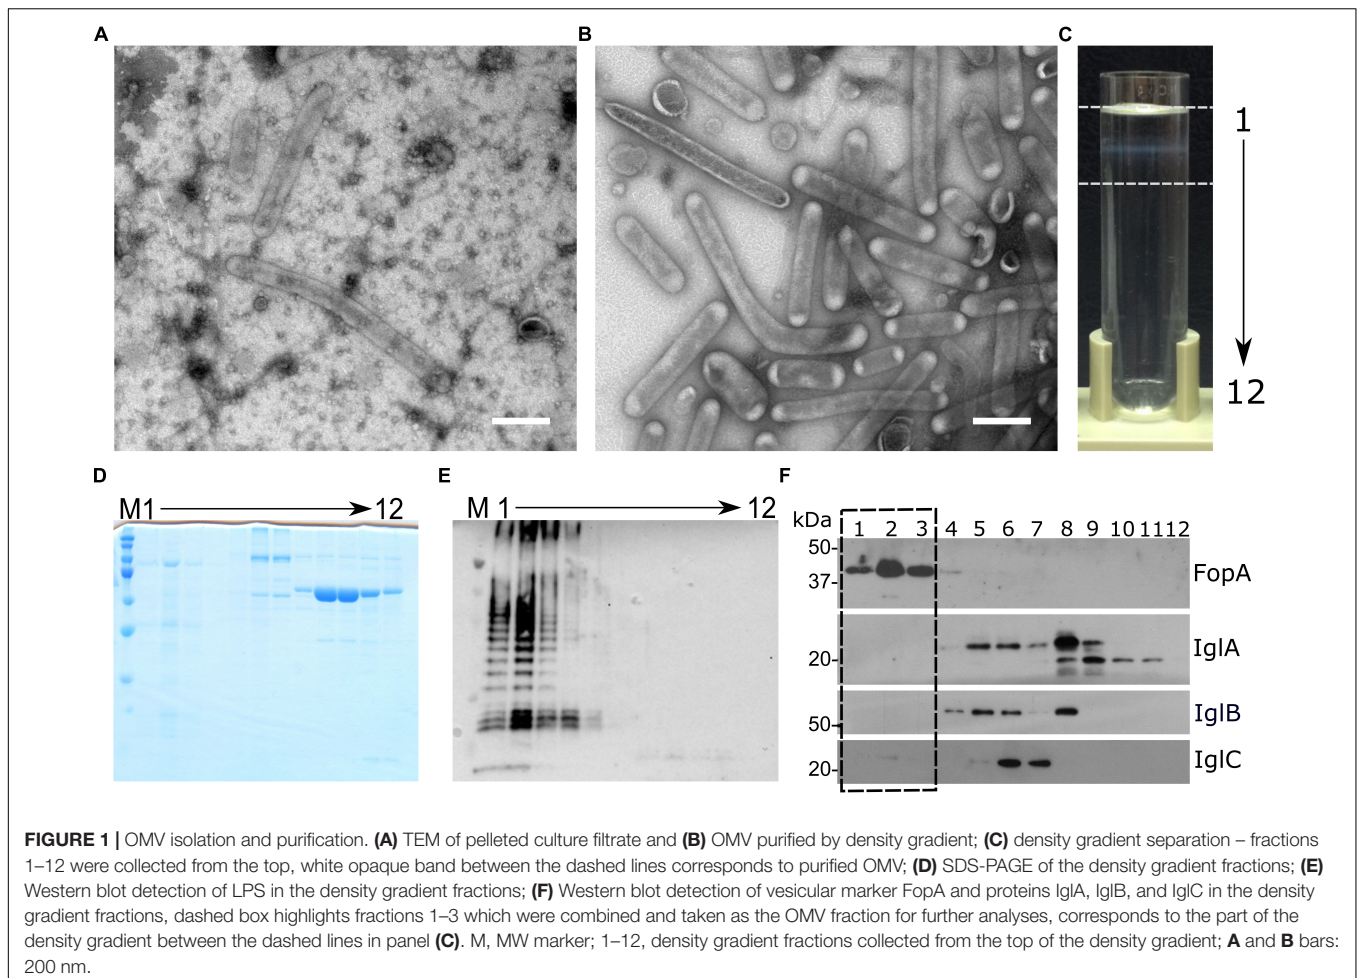 A
B
C
1
12
D
E
F
M1
12
M 1
12
kDa
1 2 3 4 5 6 7 8 9 10 11 12
50
37
FopA
20
IglA
50
IglB
20
IglC
FIGURE 1 | OMV isolation and purification. (A) TEM of pelleted culture filtrate and (B) OMV purified by density gradient; (C) density gradient separation – fractions
1–12 were collected from the top, white opaque band between the dashed lines corresponds to purified OMV; (D) SDS-PAGE of the density gradient fractions; (E)
Western blot detection of LPS in the density gradient fractions; (F) Western blot detection of vesicular marker FopA and proteins IglA, IglB, and IglC in the density
gradient fractions, dashed box highlights fractions 1–3 which were combined and taken as the OMV fraction for further analyses, corresponds to the part of the
density gradient between the dashed lines in panel (C). M, MW marker; 1–12, density gradient fractions collected from the top of the density gradient; A and B bars:
200 nm.